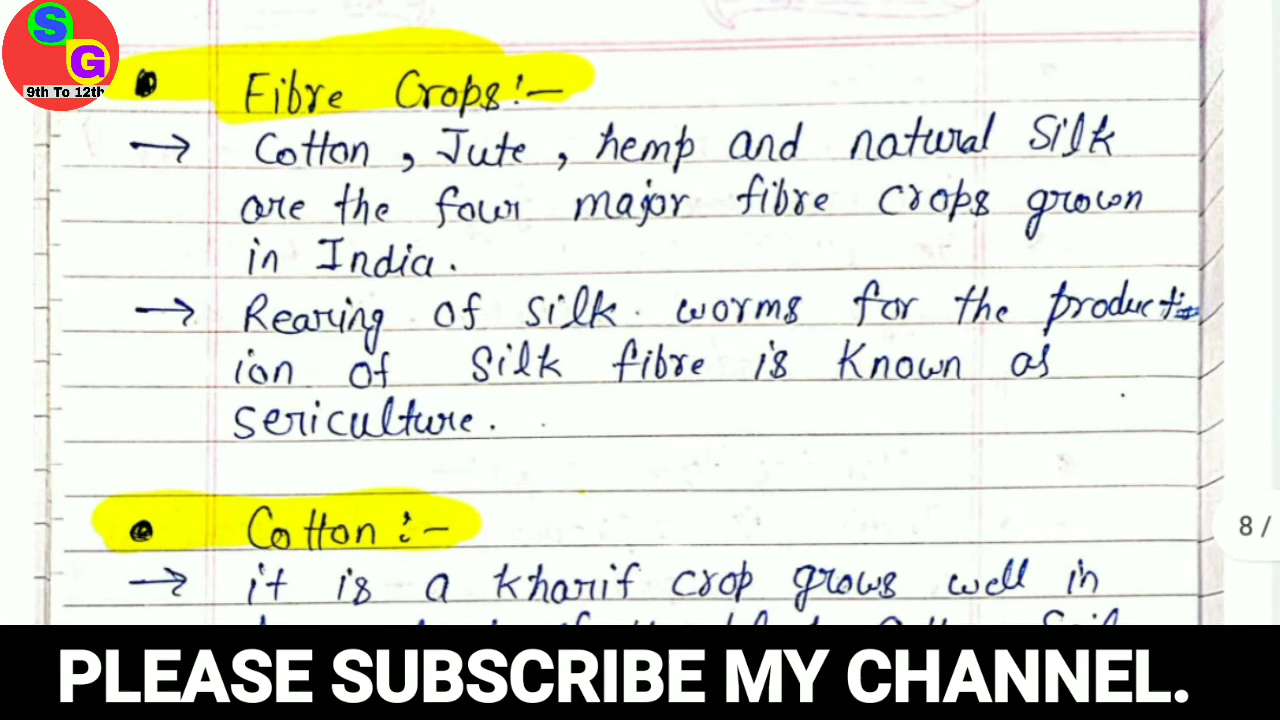 S
G
9th To 12th
Fibre Crops:-
→ Cotton, Jute, hemp and natural Silk
are the four major fibre crops grown
in India.
→ Rearing of silk worms for the product
ion of Silk fibre is known as
sericulture.
Cotton :-
→ it is a kharif crop grows well in
8 /
PLEASE SUBSCRIBE MY CHANNEL.